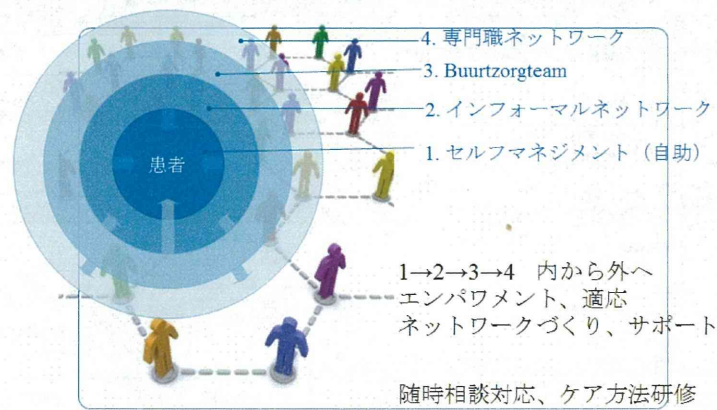 4. 専門職ネットワーク
3. Buurtzorgteam
2. インフォーマルネットワーク
1. セルフマネジメント（自助）
患者
1→2→3→4　内から外へ
エンパワメント、適応
ネットワークづくり、サポート
随時相談対応、ケア方法研修